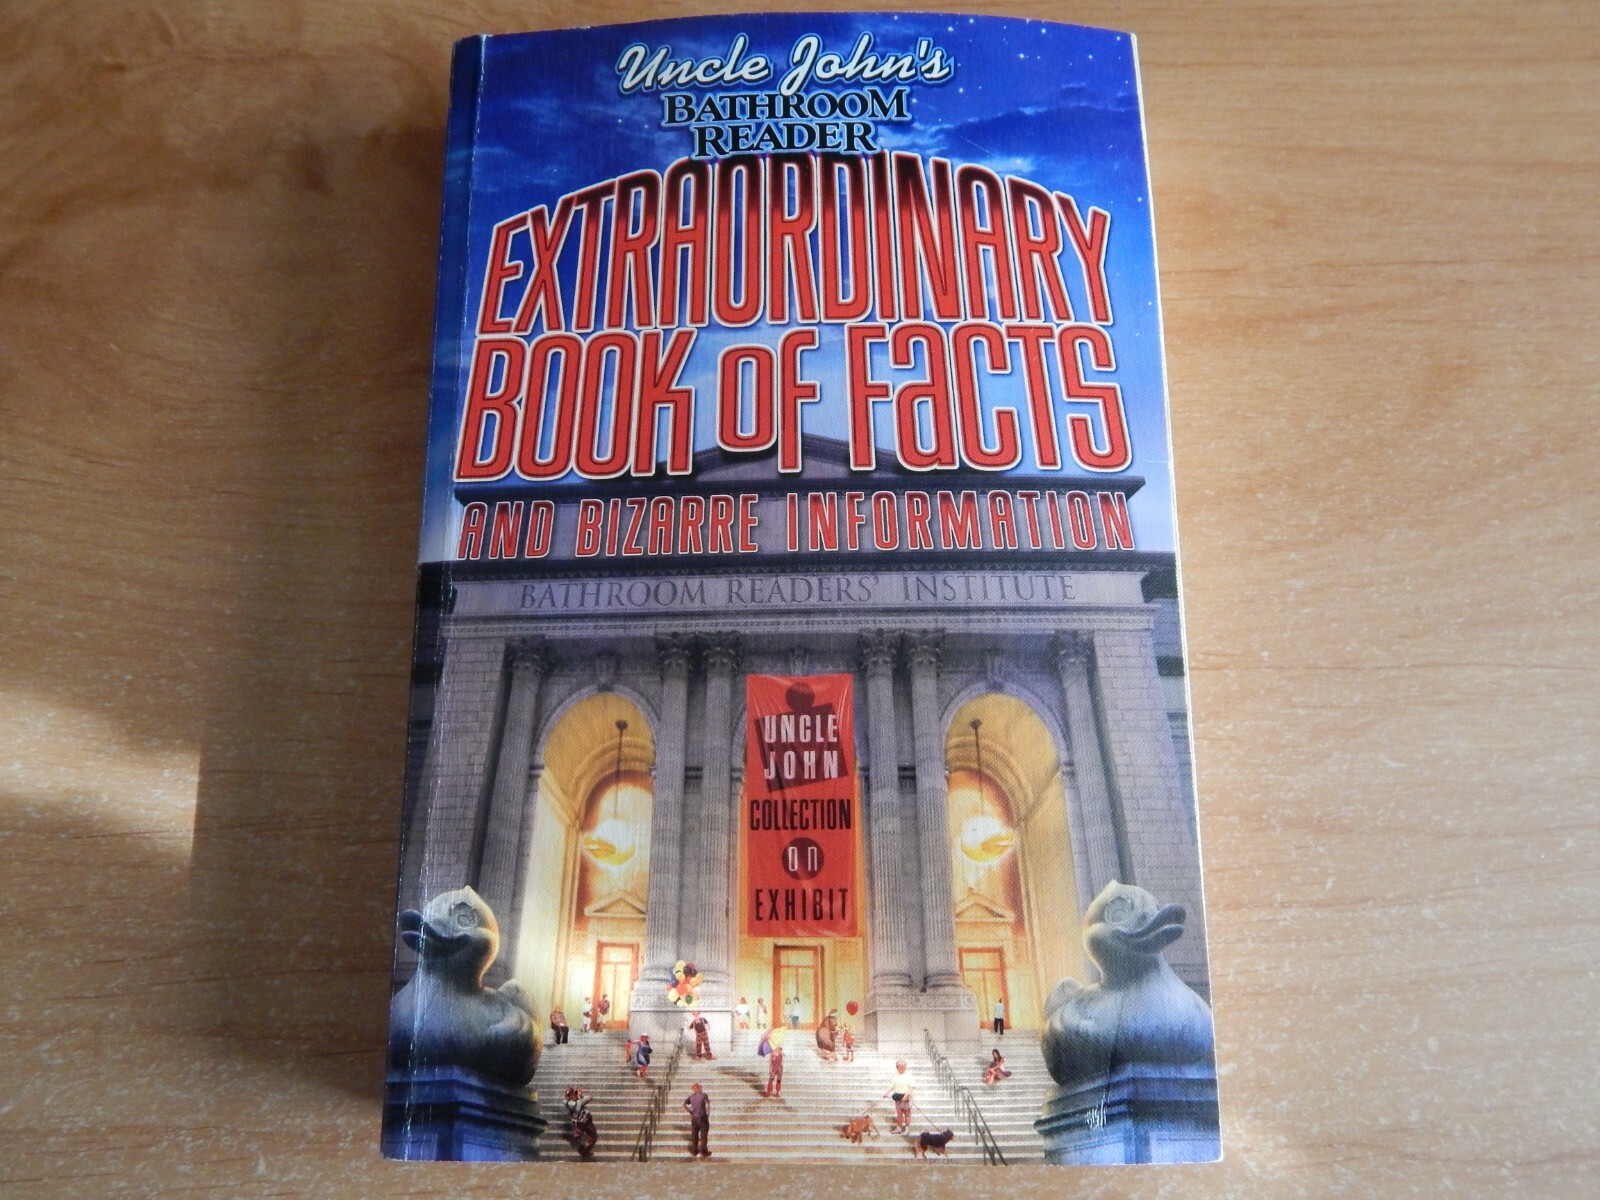 Uncle John's
BATHROOM
READER
EXTRAORDINARY
BOOK OF FACTS
AND BIZARRE INFORMATION
BATHROOM READERS' INSTITUTE
UNCLE
JOHN
COLLECTION
on
EXHIBIT